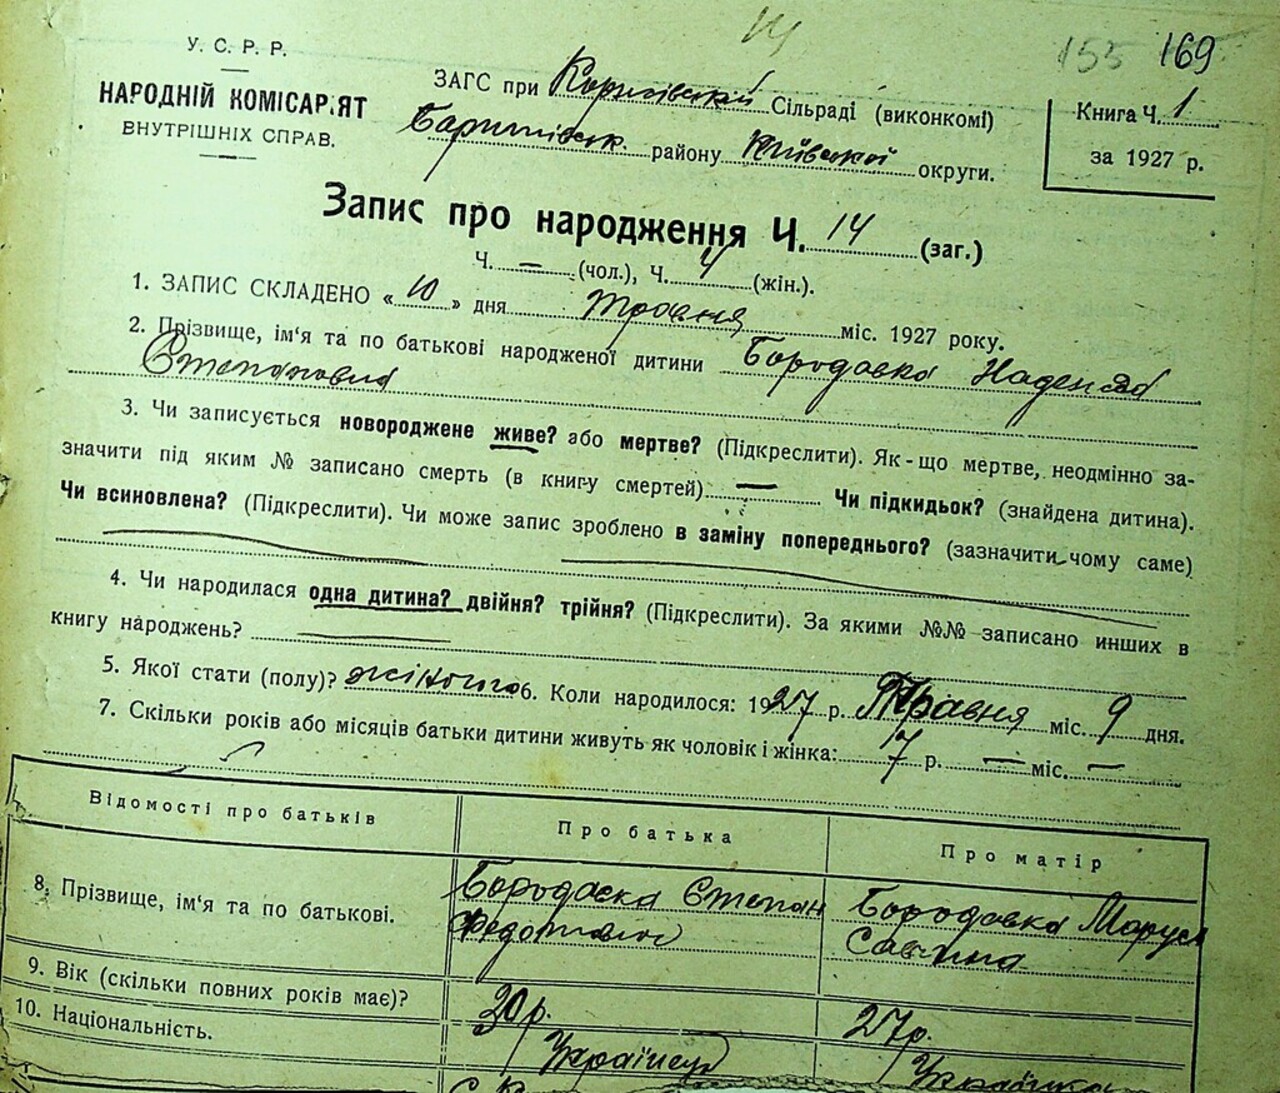 14
155 169
У. С. Р. Р.
НАРОДНІЙ КОМІСАРІЯТ
ВНУТРІШНІХ СПРАВ.
ЗАГС при Коржівській Сільраді (виконкомі)
Баришівськ. району Київської округи.
Книга Ч. 1
за 1927 р.
Запис про народження Ч. 14 (заг.)
Ч. — (чол.), Ч. 4 (жін.).
1. ЗАПИС СКЛАДЕНО «10» дня Травня міс. 1927 року.
2. Прізвище, ім'я та по батькові народженої дитини Бородавка
Степановна
3. Чи записується новороджене живе? або мертве? (Підкреслити). Як-що мертве, неодмінно за-
значити під яким № записано смерть (в книгу смертей) — Чи підкидьок? (знайдена дитина).
Чи всиновлена? (Підкреслити). Чи може запис зроблено в заміну попереднього? (зазначити чому саме)
4. Чи народилася одна дитина? двійня? трійня? (Підкреслити). За якими №№ записано инших в
книгу народжень?
5. Якої стати (полу)? жіночого 6. Коли народилося: 1927 р. Травня міс. 9 дня.
7. Скільки років або місяців батьки дитини живуть як чоловік і жінка: 7 р. — міс. —
Відомості про батьків
Про батька
Про матір
8. Прізвище, ім'я та по батькові.
Бородавка Степан
Федотович
Бородавка Маруся
Савична
9. Вік (скільки повних років має)?
30 р.
27 р.
10. Національність.
Українець
Українка